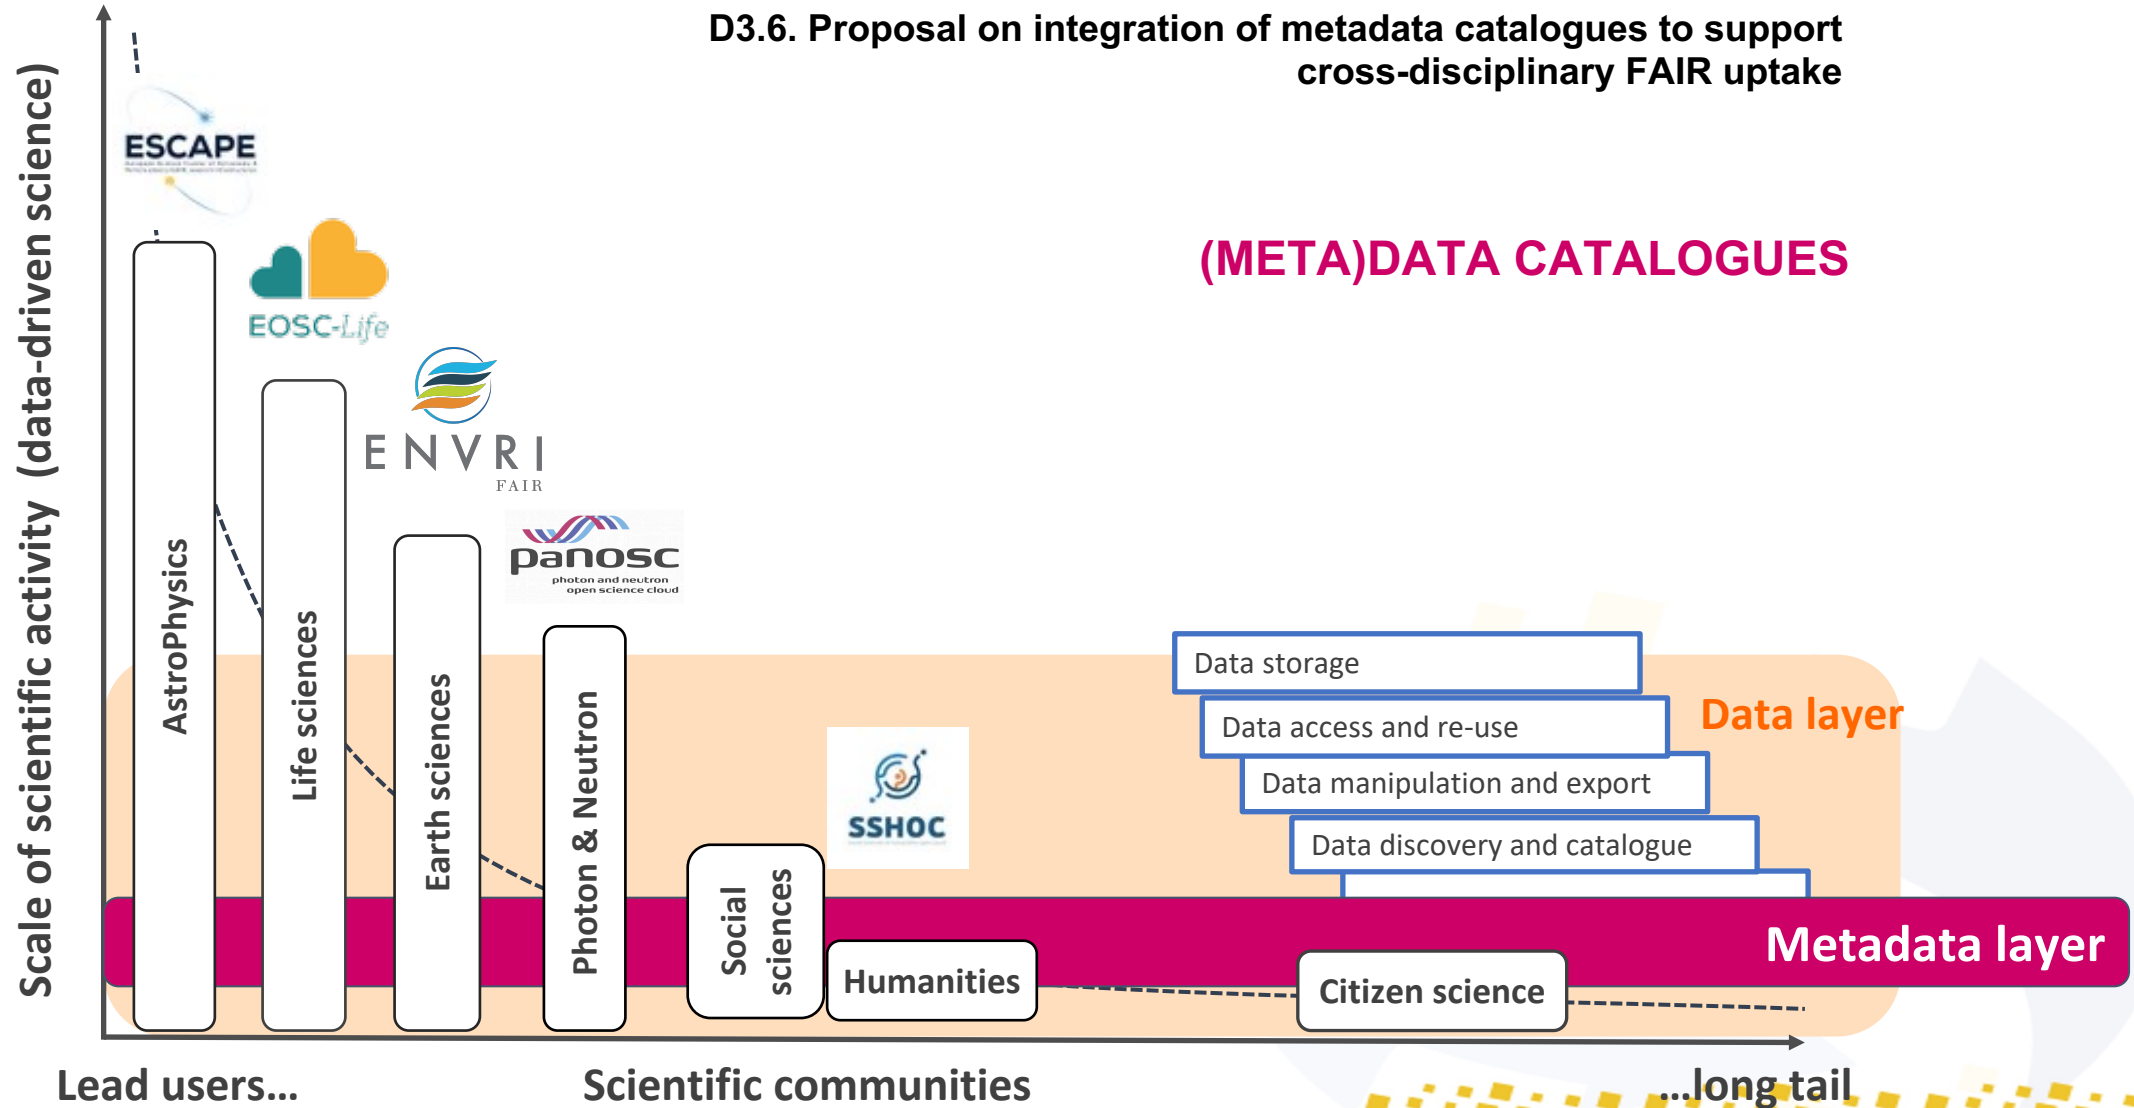 D3.6. Proposal on integration of metadata catalogues to support
cross-disciplinary FAIR uptake
(META)DATA CATALOGUES
Scale of scientific activity (data-driven science)
ESCAPE
EOSC-Life
ENVRI
FAIR
panosc
photon and neutron
open science cloud
SSHOC
AstroPhysics
Life sciences
Earth sciences
Photon & Neutron
Social
sciences
Humanities
Citizen science
Data storage
Data access and re-use
Data manipulation and export
Data discovery and catalogue
Data layer
Metadata layer
Lead users...
Scientific communities
...long tail